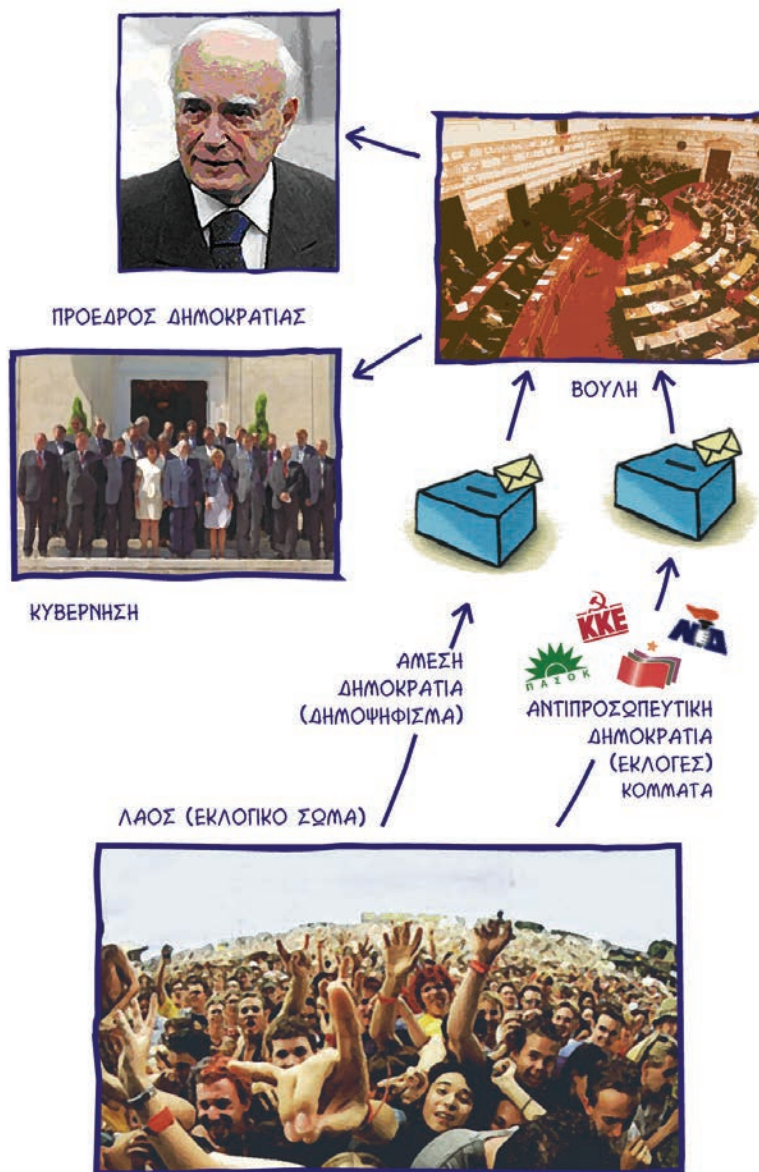 ΠΡΟΕΔΡΟΣ ΔΗΜΟΚΡΑΤΙΑΣ
ΒΟΥΛΗ
ΚΥΒΕΡΝΗΣΗ
ΑΜΕΣΗ
ΔΗΜΟΚΡΑΤΙΑ
(ΔΗΜΟΨΗΦΙΣΜΑ)
ΚΚΕ
ΝΔ
ΠΑΣΟΚ
ΑΝΤΙΠΡΟΣΩΠΕΥΤΙΚΗ
ΔΗΜΟΚΡΑΤΙΑ
(ΕΚΛΟΓΕΣ)
ΚΟΜΜΑΤΑ
ΛΑΟΣ (ΕΚΛΟΓΙΚΟ ΣΩΜΑ)